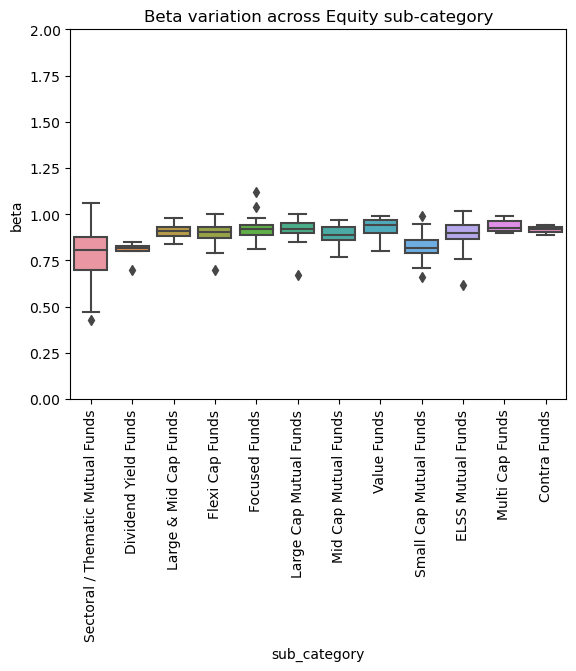 Beta variation across Equity sub-category
2.00
1.75
1.50
1.25
1.00
0.75
0.50
0.25
0.00
beta
Sectoral / Thematic Mutual Funds
Dividend Yield Funds
Large & Mid Cap Funds
Flexi Cap Funds
Focused Funds
Large Cap Mutual Funds
Mid Cap Mutual Funds
Value Funds
Small Cap Mutual Funds
ELSS Mutual Funds
Multi Cap Funds
Contra Funds
sub_category